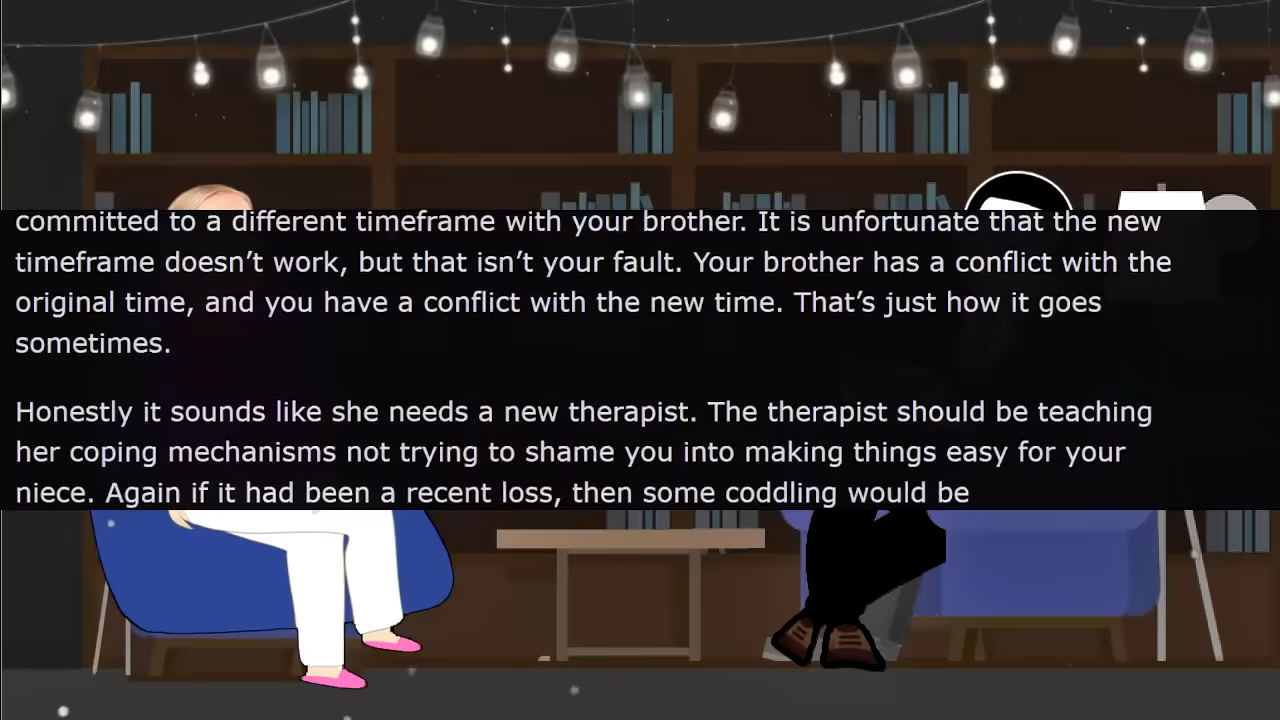 committed to a different timeframe with your brother. It is unfortunate that the new
timeframe doesn’t work, but that isn’t your fault. Your brother has a conflict with the
original time, and you have a conflict with the new time. That’s just how it goes
sometimes.
Honestly it sounds like she needs a new therapist. The therapist should be teaching
her coping mechanisms not trying to shame you into making things easy for your
niece. Again if it had been a recent loss, then some coddling would be